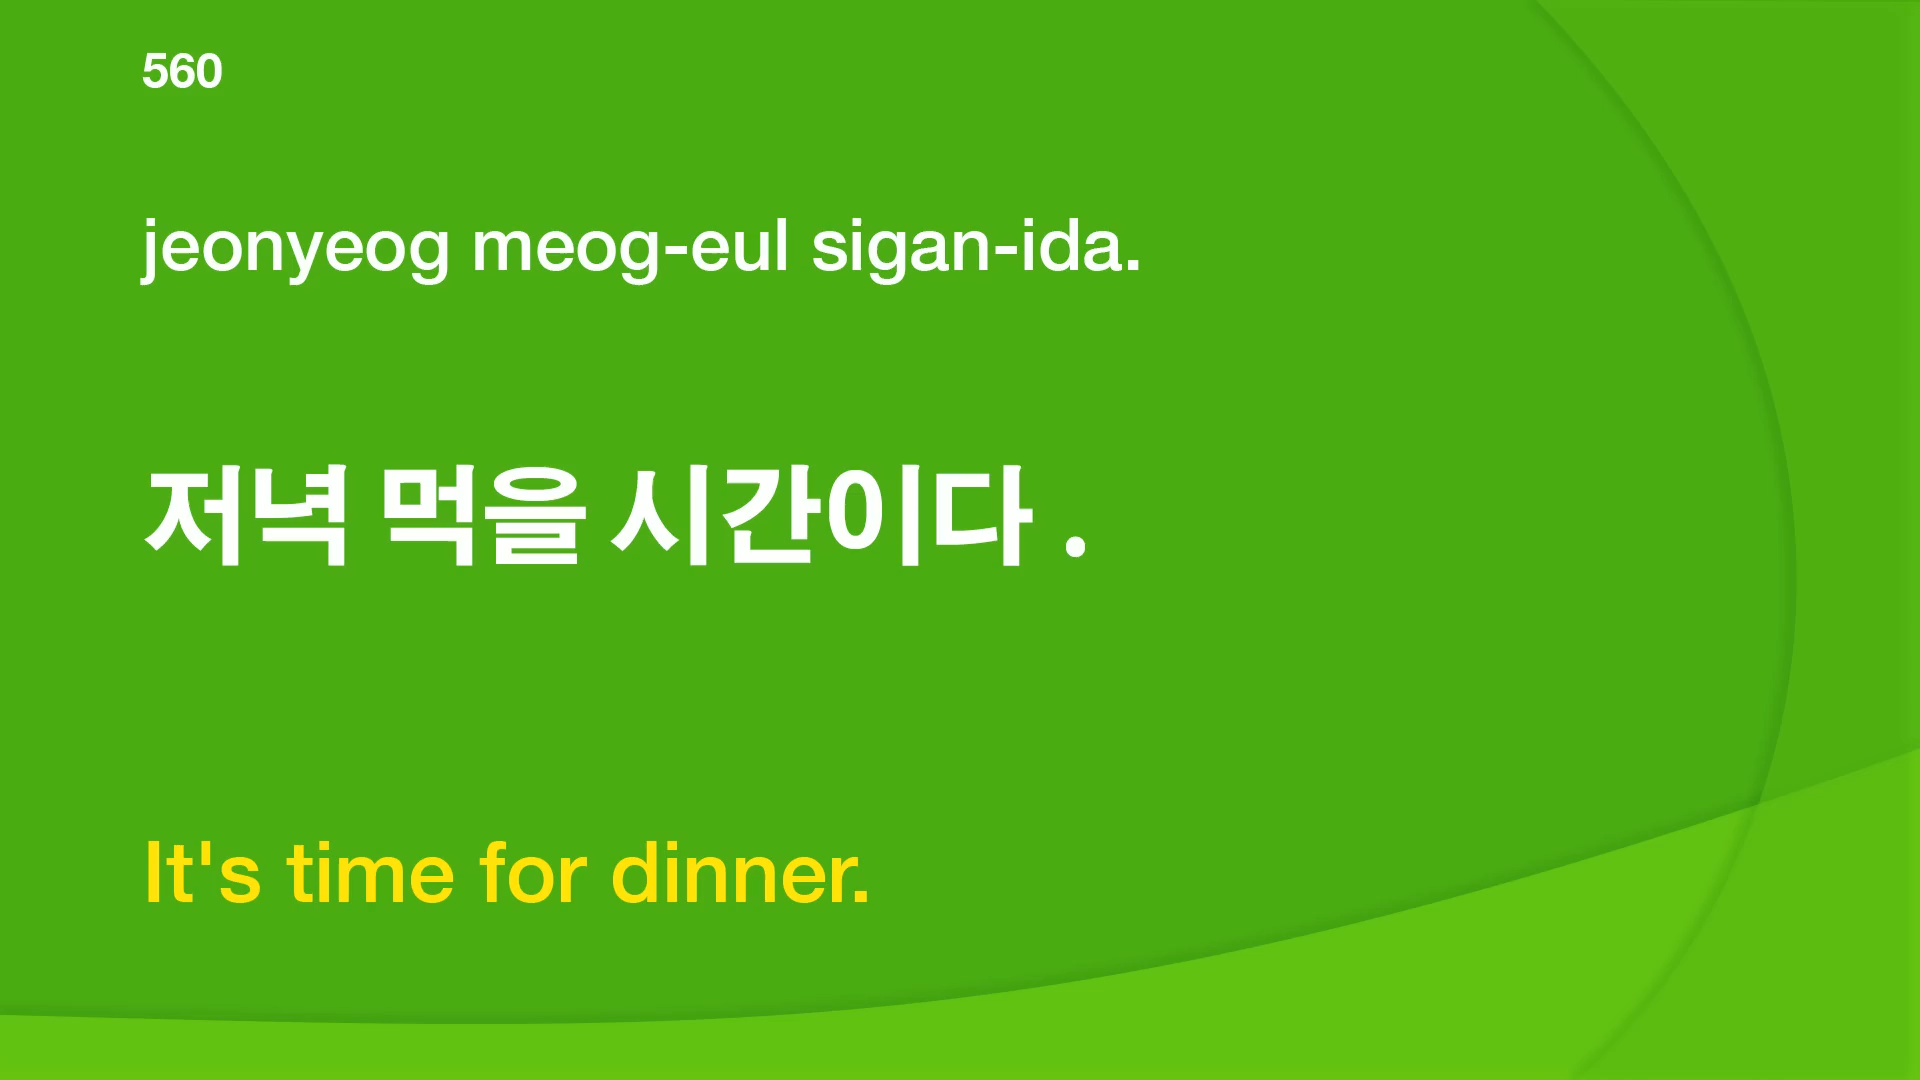 560
jeonyeog meog-eul sigan-ida.
저녁 먹을 시간이다 .
It's time for dinner.